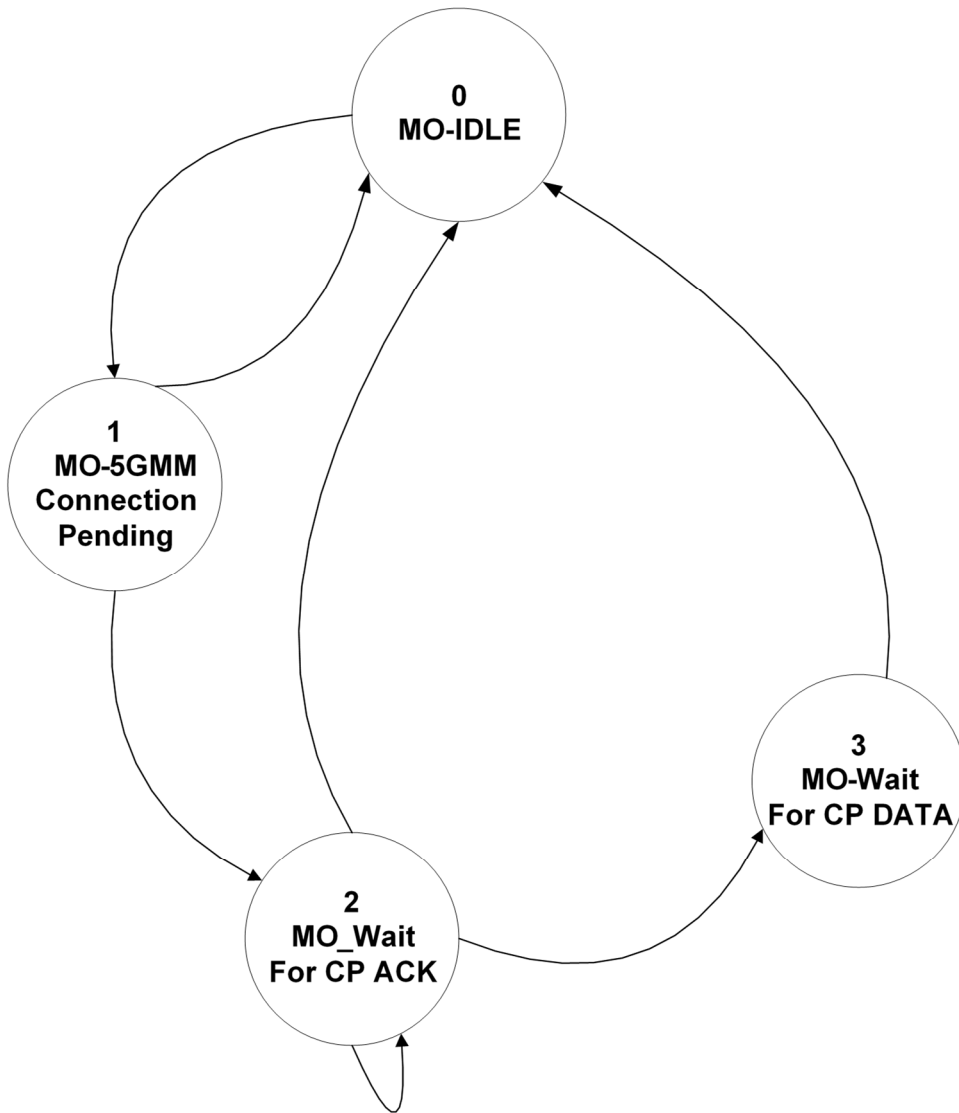 0
MO-IDLE
1
MO-5GMM
Connection
Pending
2
MO_Wait
For CP ACK
3
MO-Wait
For CP DATA